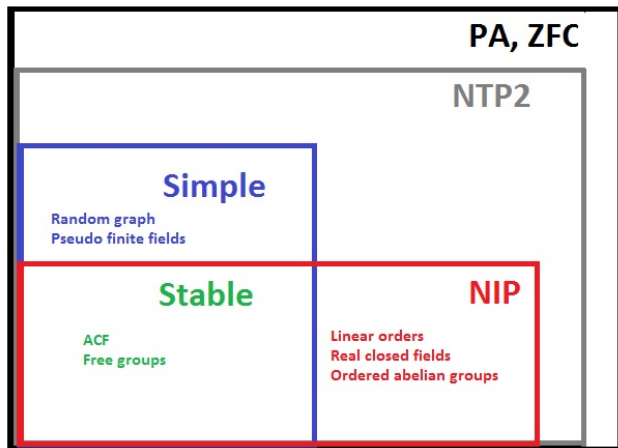 PA, ZFC
NTP2
Simple
Random graph
Pseudo finite fields
Stable
NIP
ACF
Free groups
Linear orders
Real closed fields
Ordered abelian groups